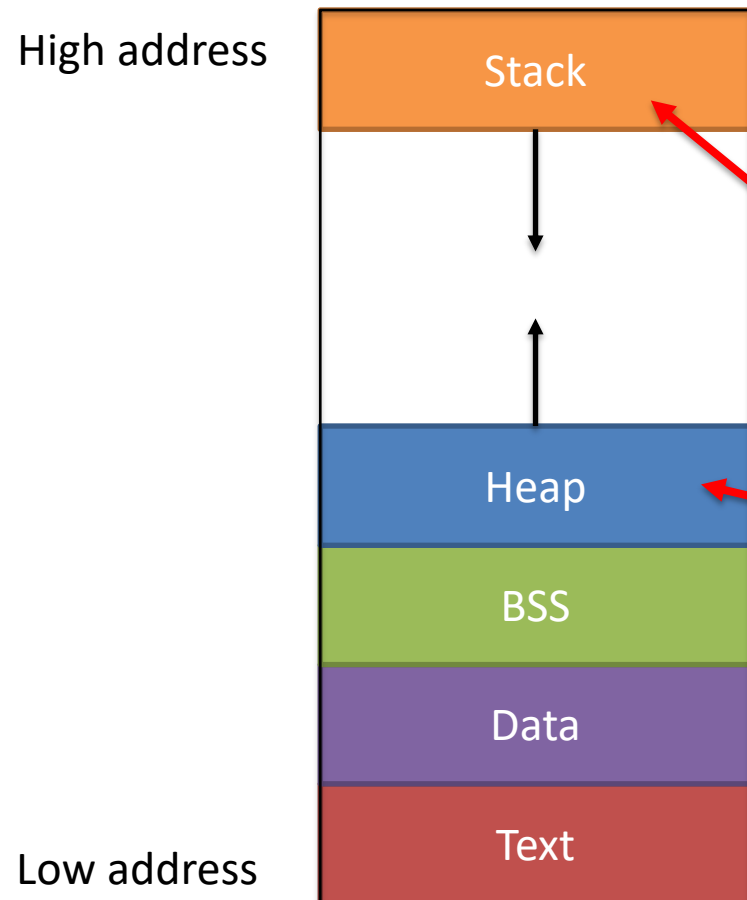 High address
Stack
Heap
BSS
Data
Text
Low address